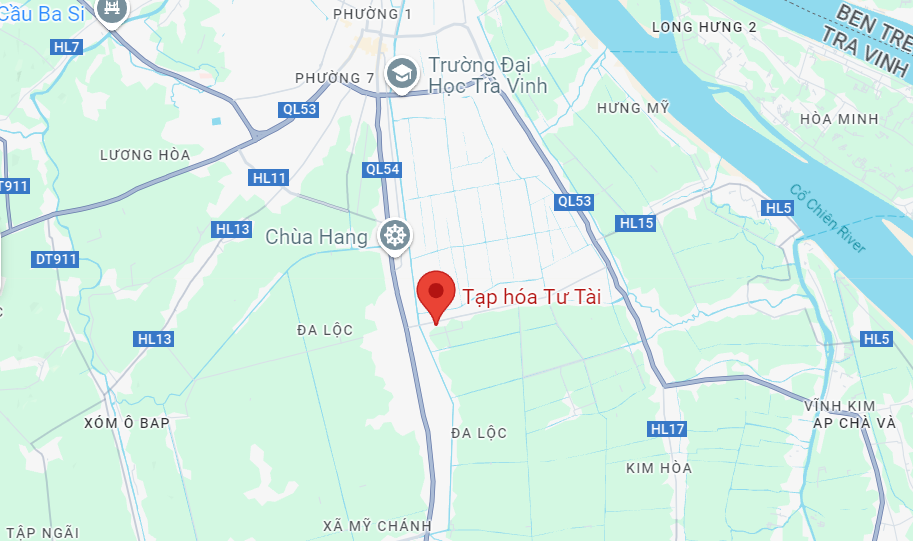 Cầu Ba Si
PHƯỜNG 1
LONG HƯNG 2
BEN TRE
TRA VINH
HL7
PHƯỜNG 7
Trường Đại
Học Trà Vinh
QL53
HƯNG MỸ
HÒA MINH
LƯƠNG HÒA
QL54
HL11
DT911
QL53
HL5
Cổ Chiên River
HL13
Chùa Hang
HL15
DT911
Tạp hóa Tư Tài
ĐA LỘC
HL13
HL5
XÓM Ô BAP
VĨNH KIM
AP CHÀ VÀ
ĐA LỘC
HL17
KIM HÒA
XÃ MỸ CHÁNH
TẬP NGÃI